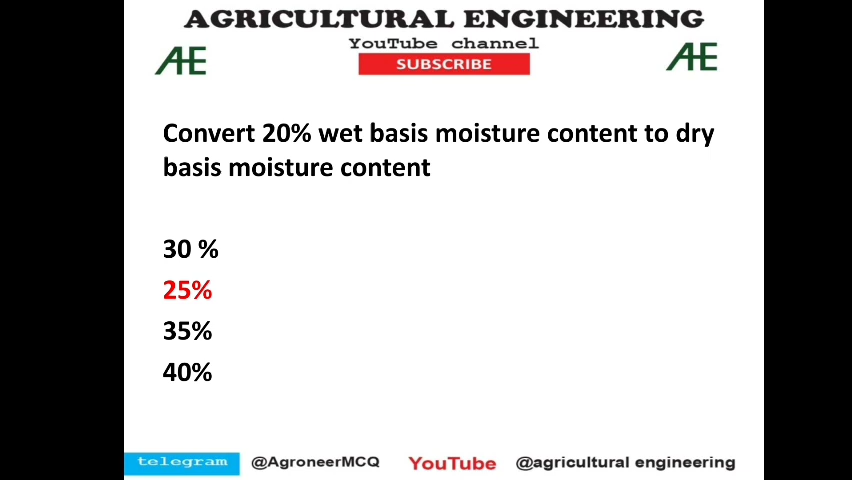 AGRICULTURAL ENGINEERING
YouTube channel
SUBSCRIBE
AE AE
Convert 20% wet basis moisture content to dry
basis moisture content
30 %
25%
35%
40%
telegram @AgroneerMCQ YouTube @agricultural engineering